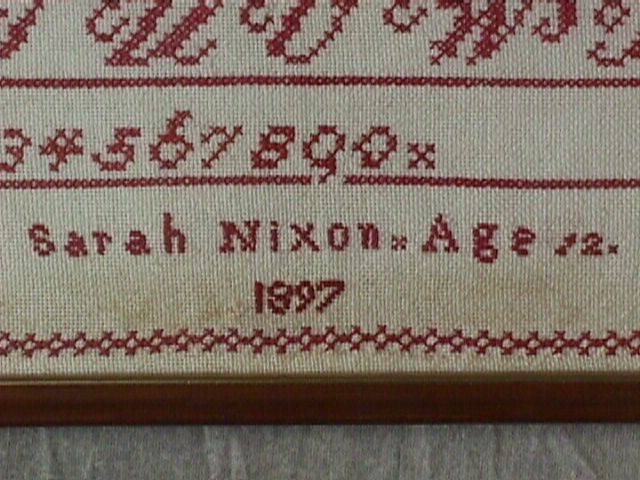 U V W
34567890x
Sarah Nixon x Age 12.
1897